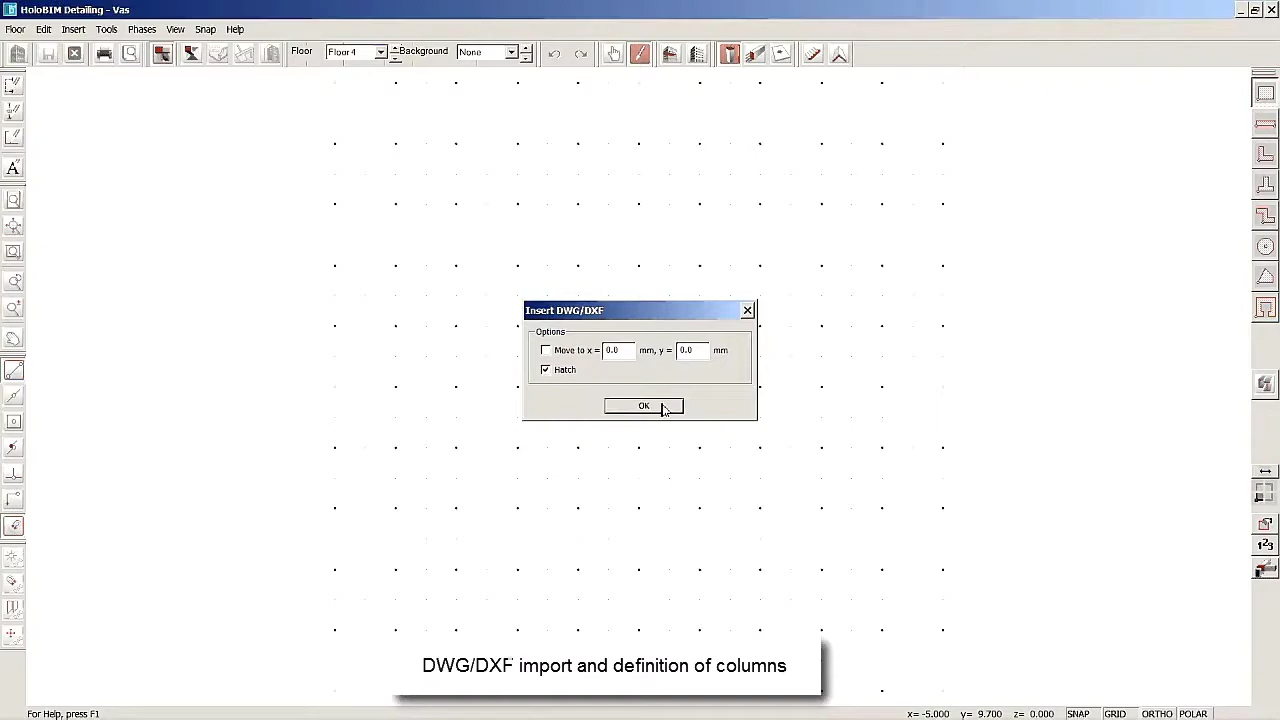 HoloBIM Detailing - Vas
Floor Edit Insert Tools Phases View Snap Help
Floor Floor 4 Background None
A
Insert DWG/DXF
Options
Move to x = 0.0 mm, y = 0.0 mm
Hatch
OK
1²3
DWG/DXF import and definition of columns
For Help, press F1 x= -5.000 y= 9.700 z= 0.000 SNAP GRID ORTHO POLAR